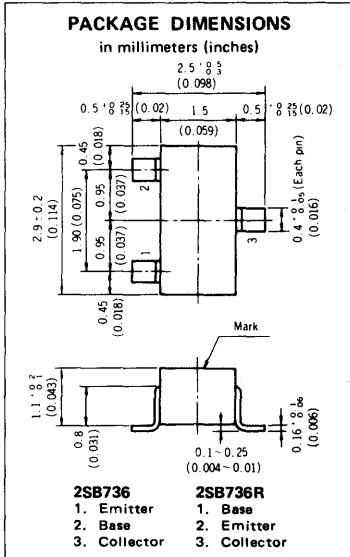 PACKAGE DIMENSIONS
in millimeters (inches)
2.5 +0.5 -0.3
(0.098)
0.5 +0.25 -0.15 (0.02)
1.5
(0.059)
0.5 +0.25 -0.15 (0.02)
0.45
(0.018)
2.9 ± 0.2
(0.114)
1.90 (0.075)
0.95
(0.037)
0.95
(0.037)
0.45
(0.018)
2
1
3
0.4 +0.1 -0.05 (Each pin)
(0.016)
Mark
1.1 +0.2 -0.1
(0.043)
0.8
(0.031)
0.1~0.25
(0.004~0.01)
0.16 +0.1 -0.06
(0.006)
2SB736 2SB736R
1. Emitter 1. Base
2. Base 2. Emitter
3. Collector 3. Collector